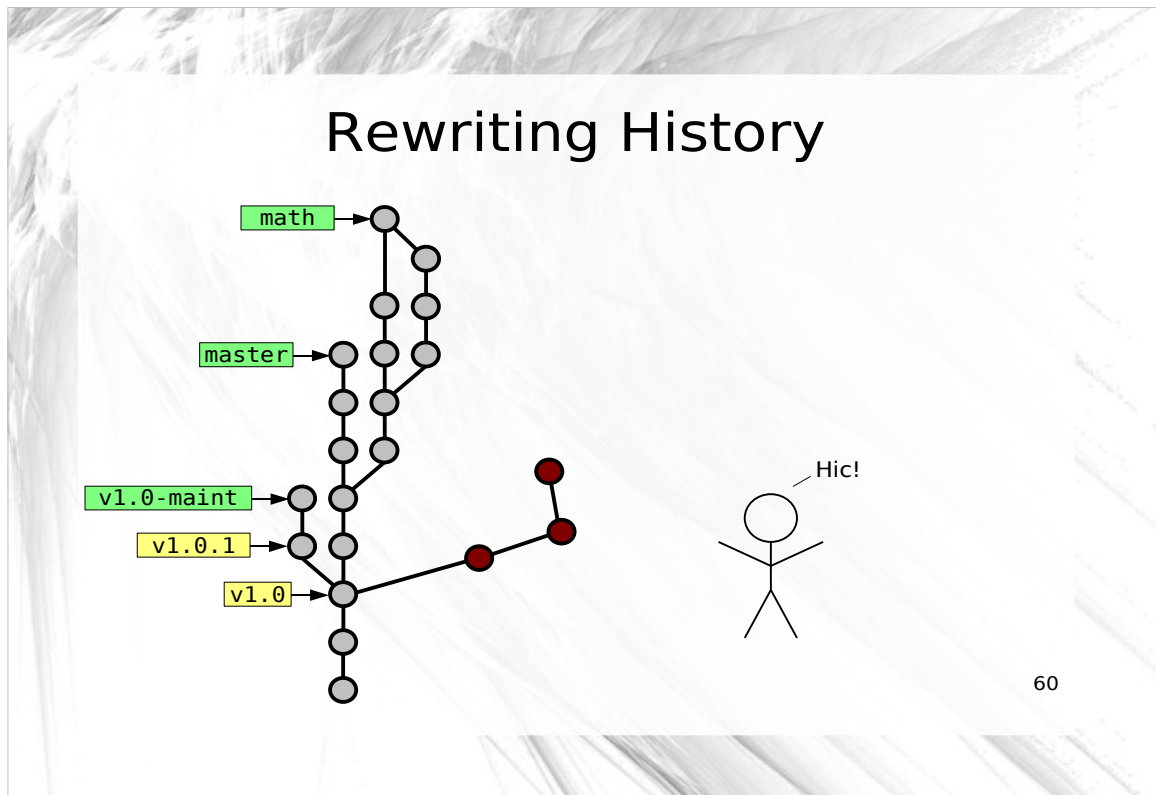 Rewriting History
math
master
Hic!
v1.0-maint
v1.0.1
v1.0
60